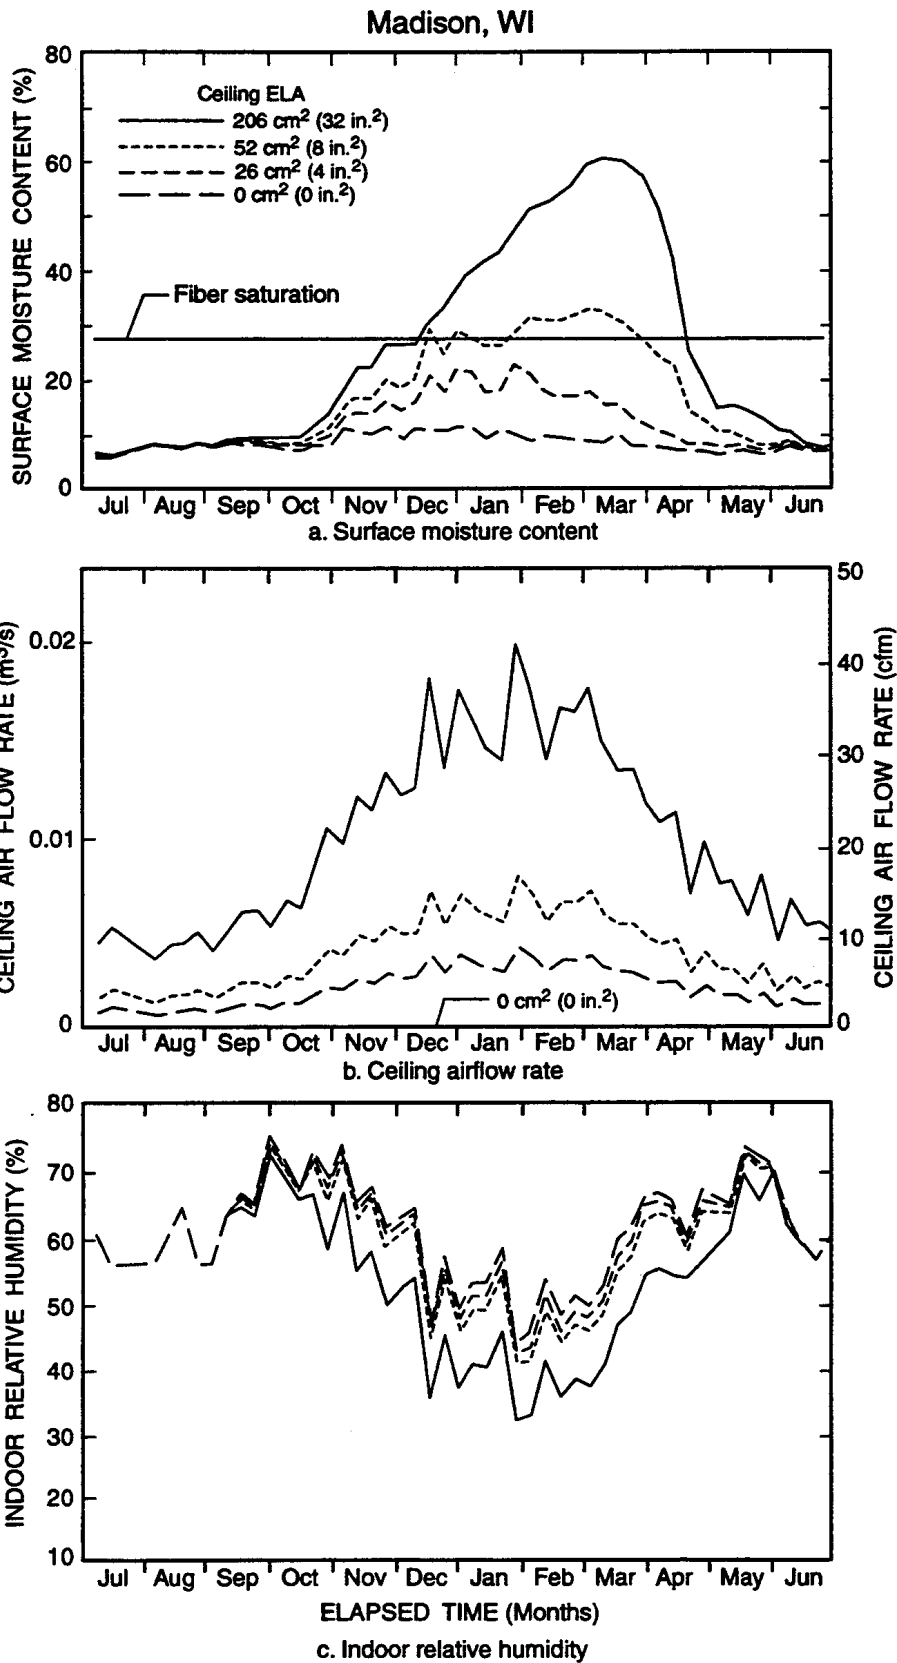 Madison, WI
SURFACE MOISTURE CONTENT (%)
80
60
40
20
0
Ceiling ELA
206 cm² (32 in.²)
52 cm² (8 in.²)
26 cm² (4 in.²)
0 cm² (0 in.²)
Fiber saturation
Jul Aug Sep Oct Nov Dec Jan Feb Mar Apr May Jun
a. Surface moisture content
CEILING AIR FLOW RATE (m³/s)
0.02
0.01
0
50
40
30
20
10
0
CEILING AIR FLOW RATE (cfm)
0 cm² (0 in.²)
Jul Aug Sep Oct Nov Dec Jan Feb Mar Apr May Jun
b. Ceiling airflow rate
INDOOR RELATIVE HUMIDITY (%)
80
70
60
50
40
30
20
10
Jul Aug Sep Oct Nov Dec Jan Feb Mar Apr May Jun
ELAPSED TIME (Months)
c. Indoor relative humidity